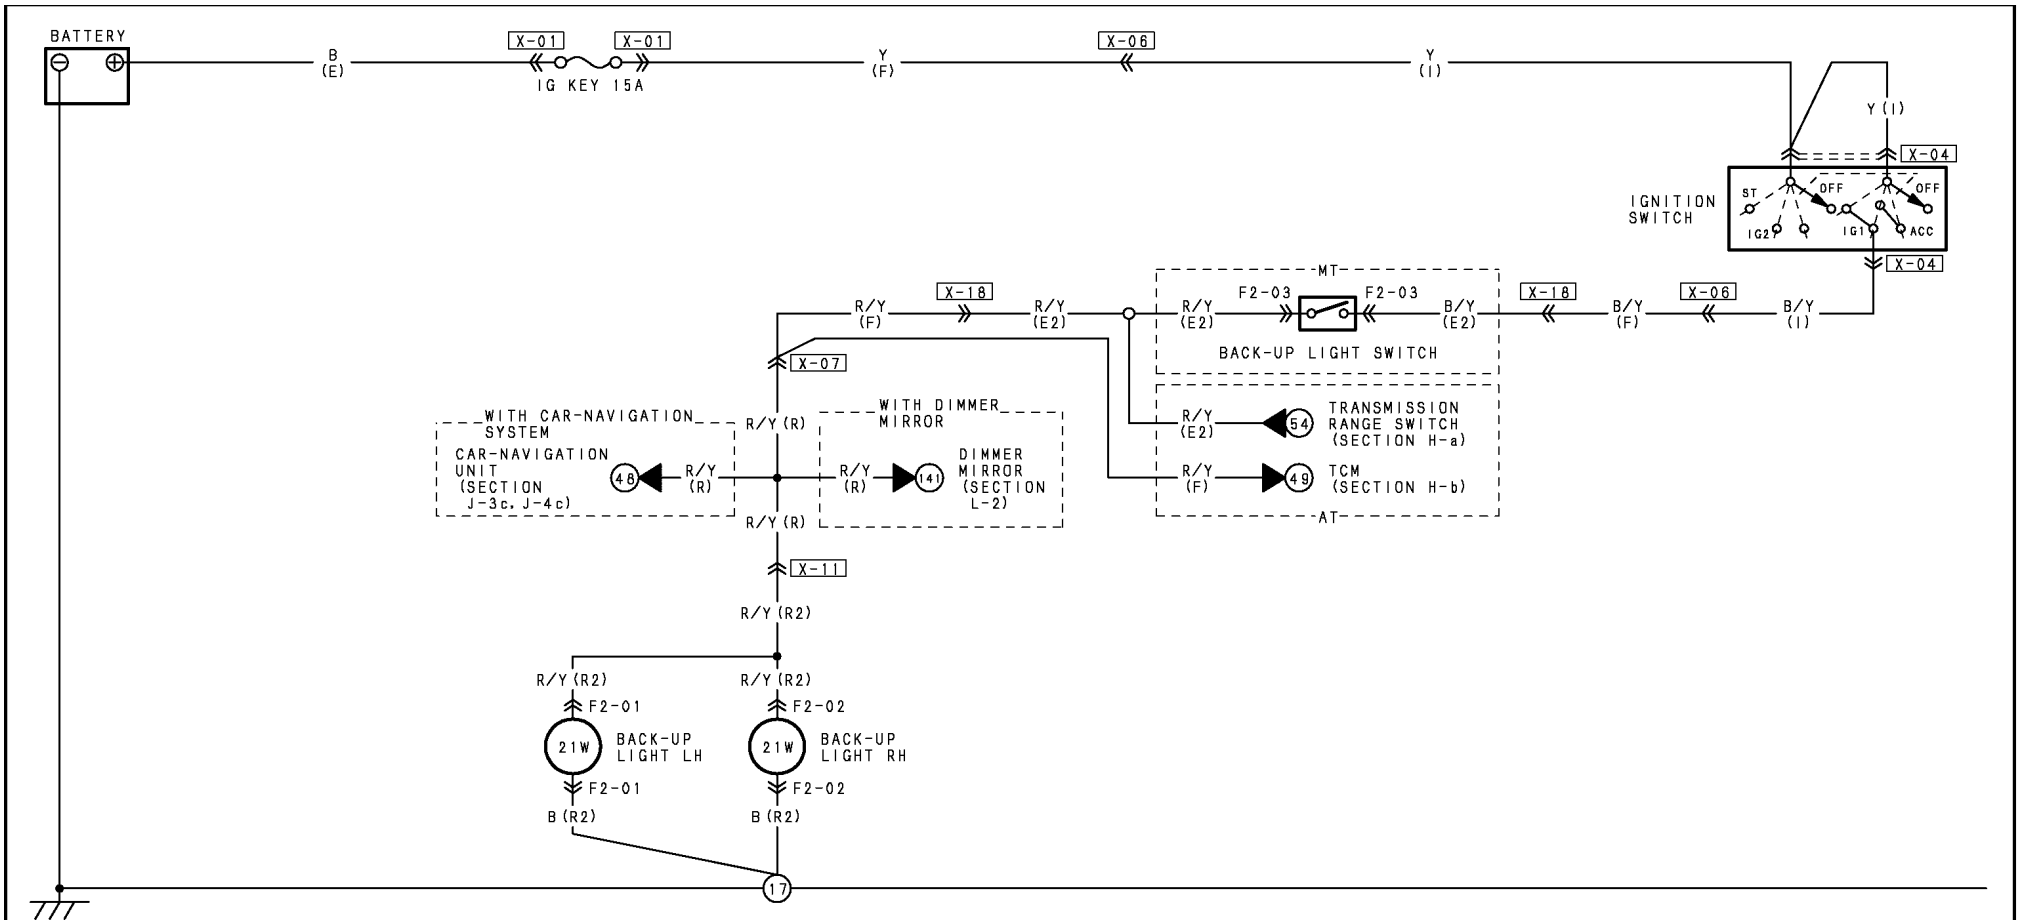 BATTERY
B
(E)
X-01
X-01
IG KEY 15A
Y
(F)
X-06
Y
(I)
Y(I)
X-04
IGNITION
SWITCH
ST
OFF
OFF
IG2
IG1
ACC
X-04
MT
R/Y
(F)
X-18
R/Y
(E2)
R/Y
(E2)
F2-03
F2-03
B/Y
(E2)
X-18
B/Y
(F)
X-06
B/Y
(I)
BACK-UP LIGHT SWITCH
X-07
WITH CAR-NAVIGATION
SYSTEM
CAR-NAVIGATION
UNIT
(SECTION
J-3c, J-4c)
48
R/Y
(R)
R/Y(R)
WITH DIMMER
MIRROR
R/Y
(R)
141
DIMMER
MIRROR
(SECTION
L-2)
R/Y
(E2)
54
TRANSMISSION
RANGE SWITCH
(SECTION H-a)
R/Y
(F)
49
TCM
(SECTION H-b)
AT
R/Y(R)
X-11
R/Y(R2)
R/Y(R2)
R/Y(R2)
F2-01
F2-02
21W
BACK-UP
LIGHT LH
21W
BACK-UP
LIGHT RH
F2-01
F2-02
B(R2)
B(R2)
17